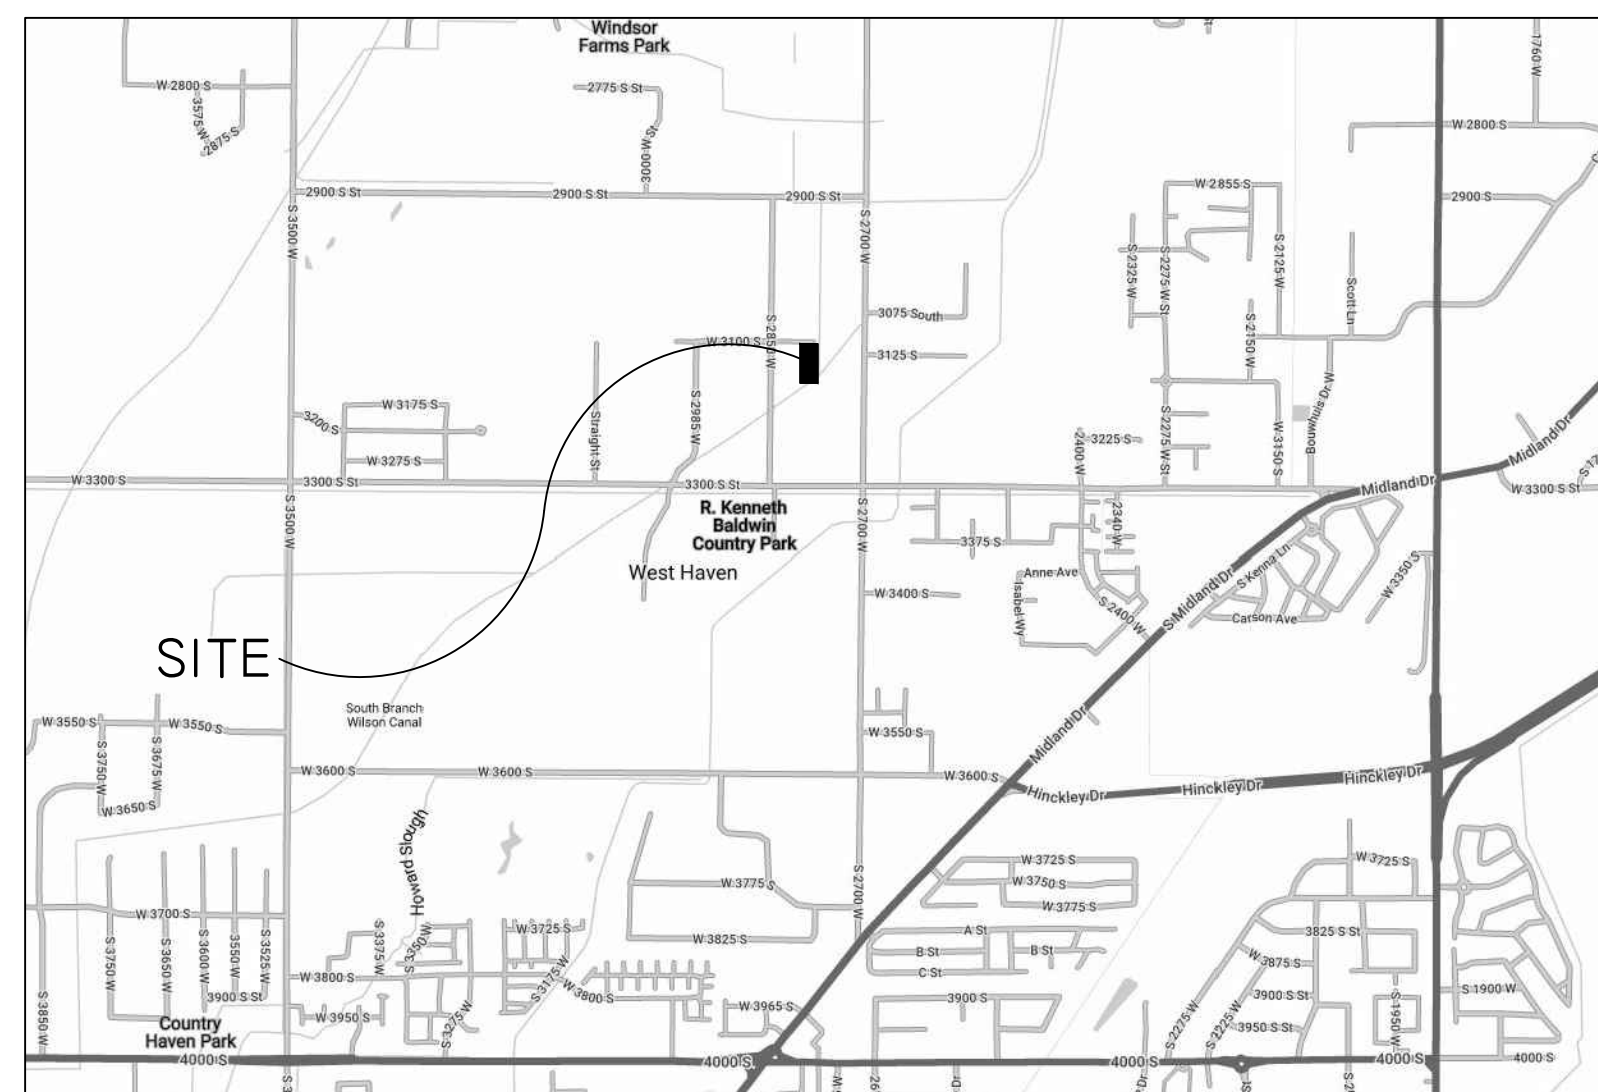 Windsor
Farms Park
1760 W
W 2800 S
3575 W
2875 S
2775 S St
3000 W St
W 2800 S
2900 S St
2900 S St
2900 S St
W 2855 S
2900 S
S 3500 W
S 2700 W
S 2325 W
S 2275 W St
S 2125 W
Scott Ln
3075 South
S 2850 W
W 3100 S
3125 S
S 2150 W
3200 S
W 3175 S
W 3275 S
Straight St
S 2985 W
2400 W
3225 S
S 2275 W St
W 3150 S
Midland Dr
W 3300 S
3300 S St
3300 S St
Midland Dr
W 3300 S St
S 3500 W
R. Kenneth
Baldwin
Country Park
West Haven
S 2700 W
3375 S
2340 W
Anne Ave
Isabel Wy
S 2400 W
W 3400 S
S Midland Dr
S Kenna Ln
Carson Ave
W 3350 S
SITE
South Branch
Wilson Canal
W 3550 S
W 3550 S
S 3750 W
S 3675 W
W 3650 S
W 3550 S
Midland Dr
W 3600 S
W 3600 S
W 3600 S
Hinckley Dr
Hinckley Dr
Hinckley Dr
Howard Slough
W 3775 S
S 2700 W
W 3725 S
W 3750 S
W 3775 S
W 3725 S
W 3700 S
S 3750 W
S 3650 W
S 3600 W
3550 W
S 3525 W
S 3375 W
S 3350 W
W 3725 S
W 3825 S
A St
B St
B St
C St
3825 S St
W 3875 S
W 3800 S
S 3175 W
W 3800 S
3900 S St
S 3850 W
W 3950 S
S 3275 W
W 3965 S
3900 S
3900 S St
S 2275 W
S 2225 W
3950 S St
S 1950 W
S 1900 W
Country
Haven Park
4000 S
4000 S
4000 S
4000 S
4000 S